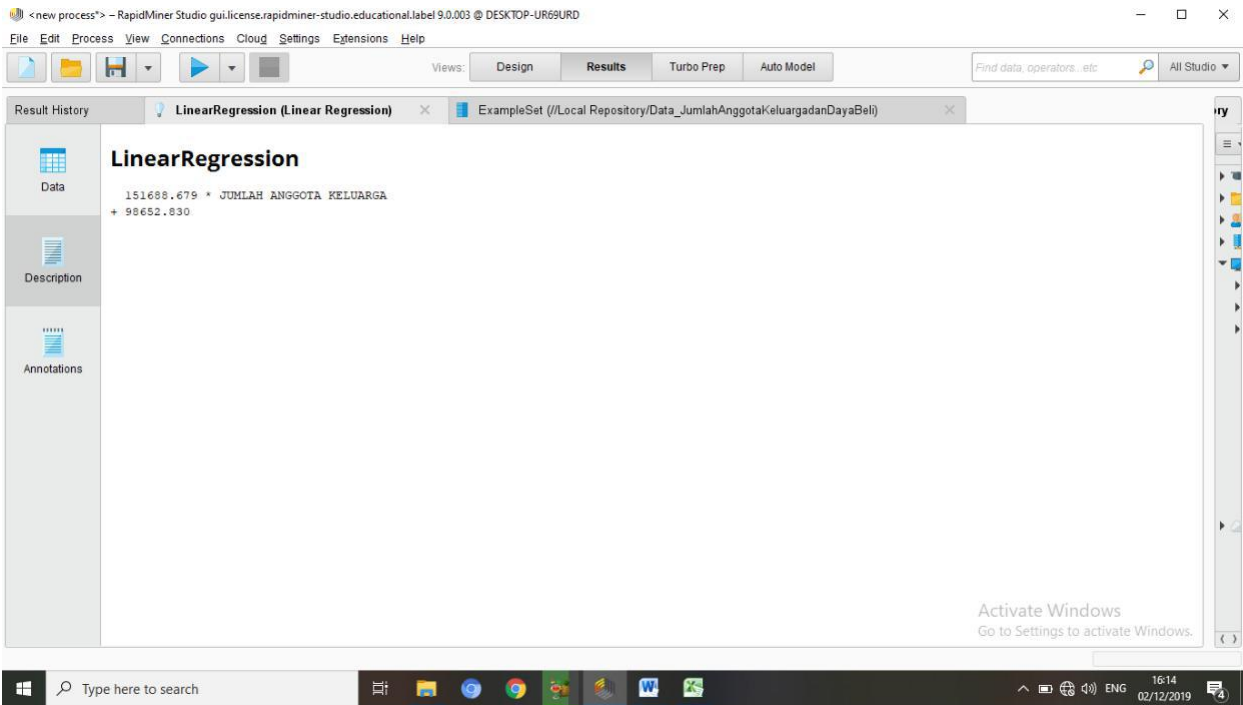 <new process*> – RapidMiner Studio gui.license.rapidminer-studio.educational.label 9.0.003 @ DESKTOP-UR69URD
File Edit Process View Connections Cloud Settings Extensions Help
Views: Design Results Turbo Prep Auto Model Find data, operators...etc All Studio
Result History LinearRegression (Linear Regression) ExampleSet (//Local Repository/Data_JumlahAnggotaKeluargadanDayaBeli) ry
Data
Description
Annotations
LinearRegression
151688.679 * JUMLAH ANGGOTA KELUARGA
+ 98652.830
Activate Windows
Go to Settings to activate Windows.
Type here to search
ENG 16:14
02/12/2019
4